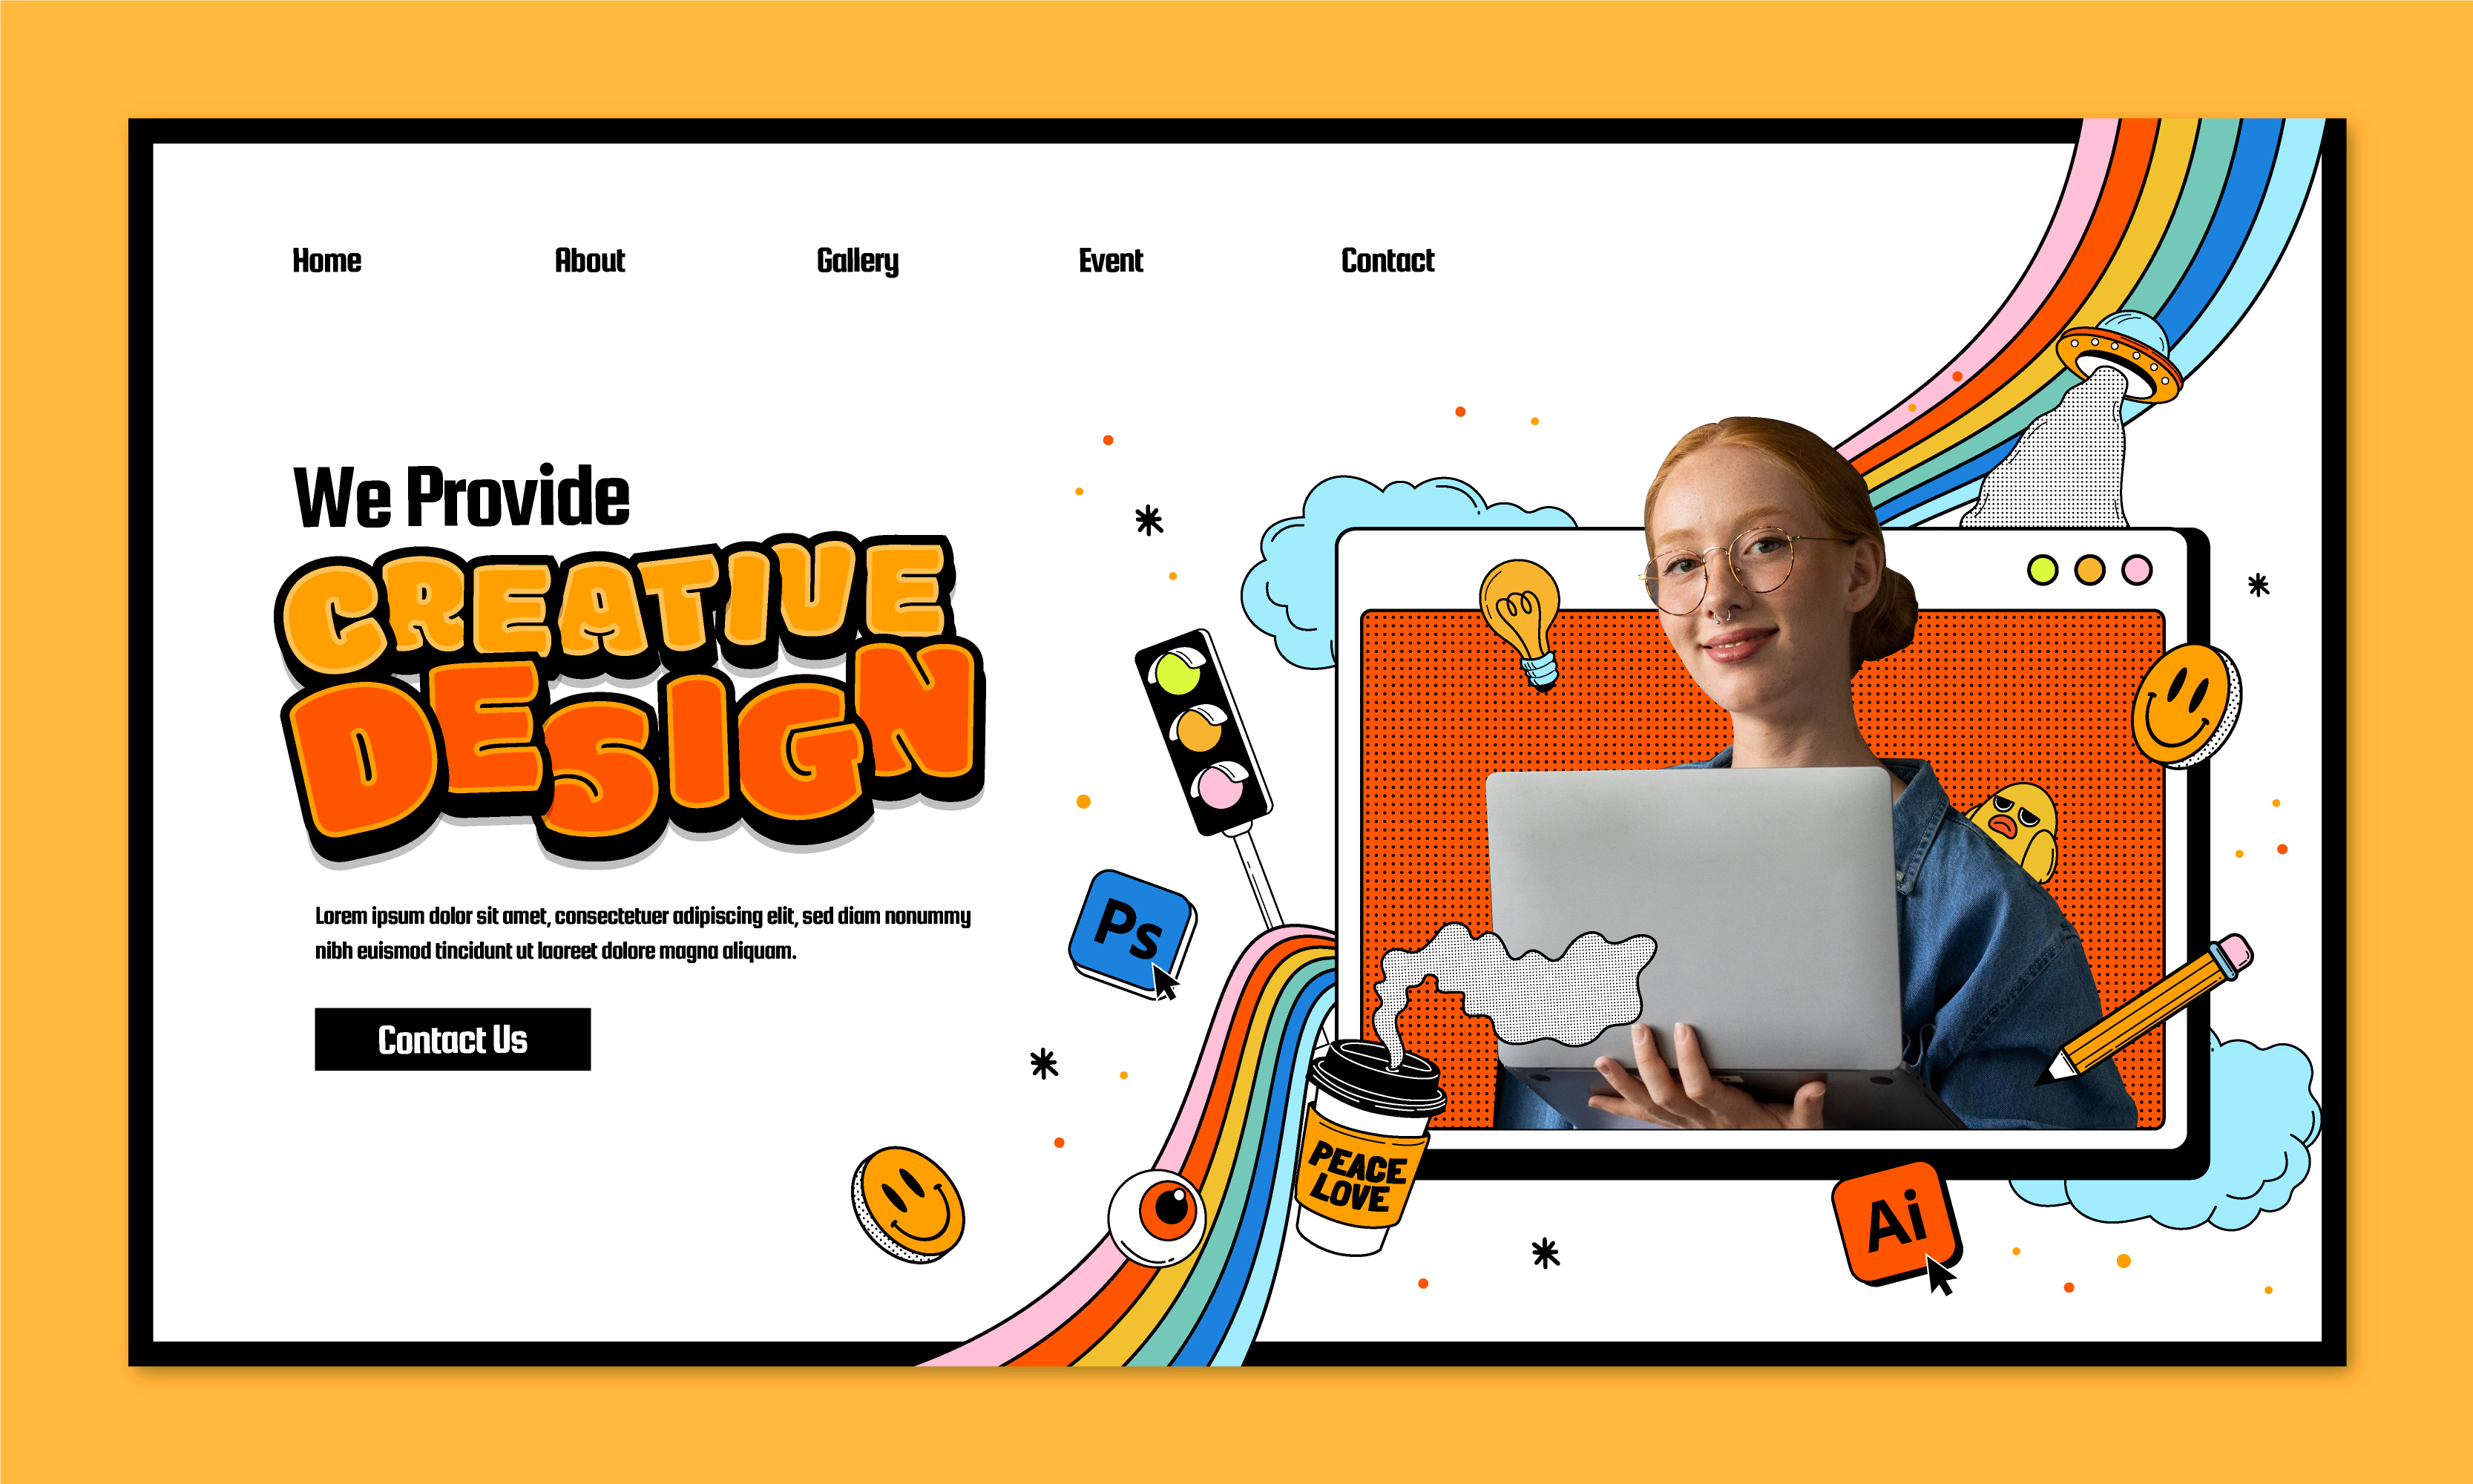 Home About Gallery Event Contact
We Provide
CREATIVE
DESIGN
Lorem ipsum dolor sit amet, consectetuer adipiscing elit, sed diam nonummy
nibh euismod tincidunt ut laoreet dolore magna aliquam.
Contact Us
Ps
PEACE
LOVE
Ai